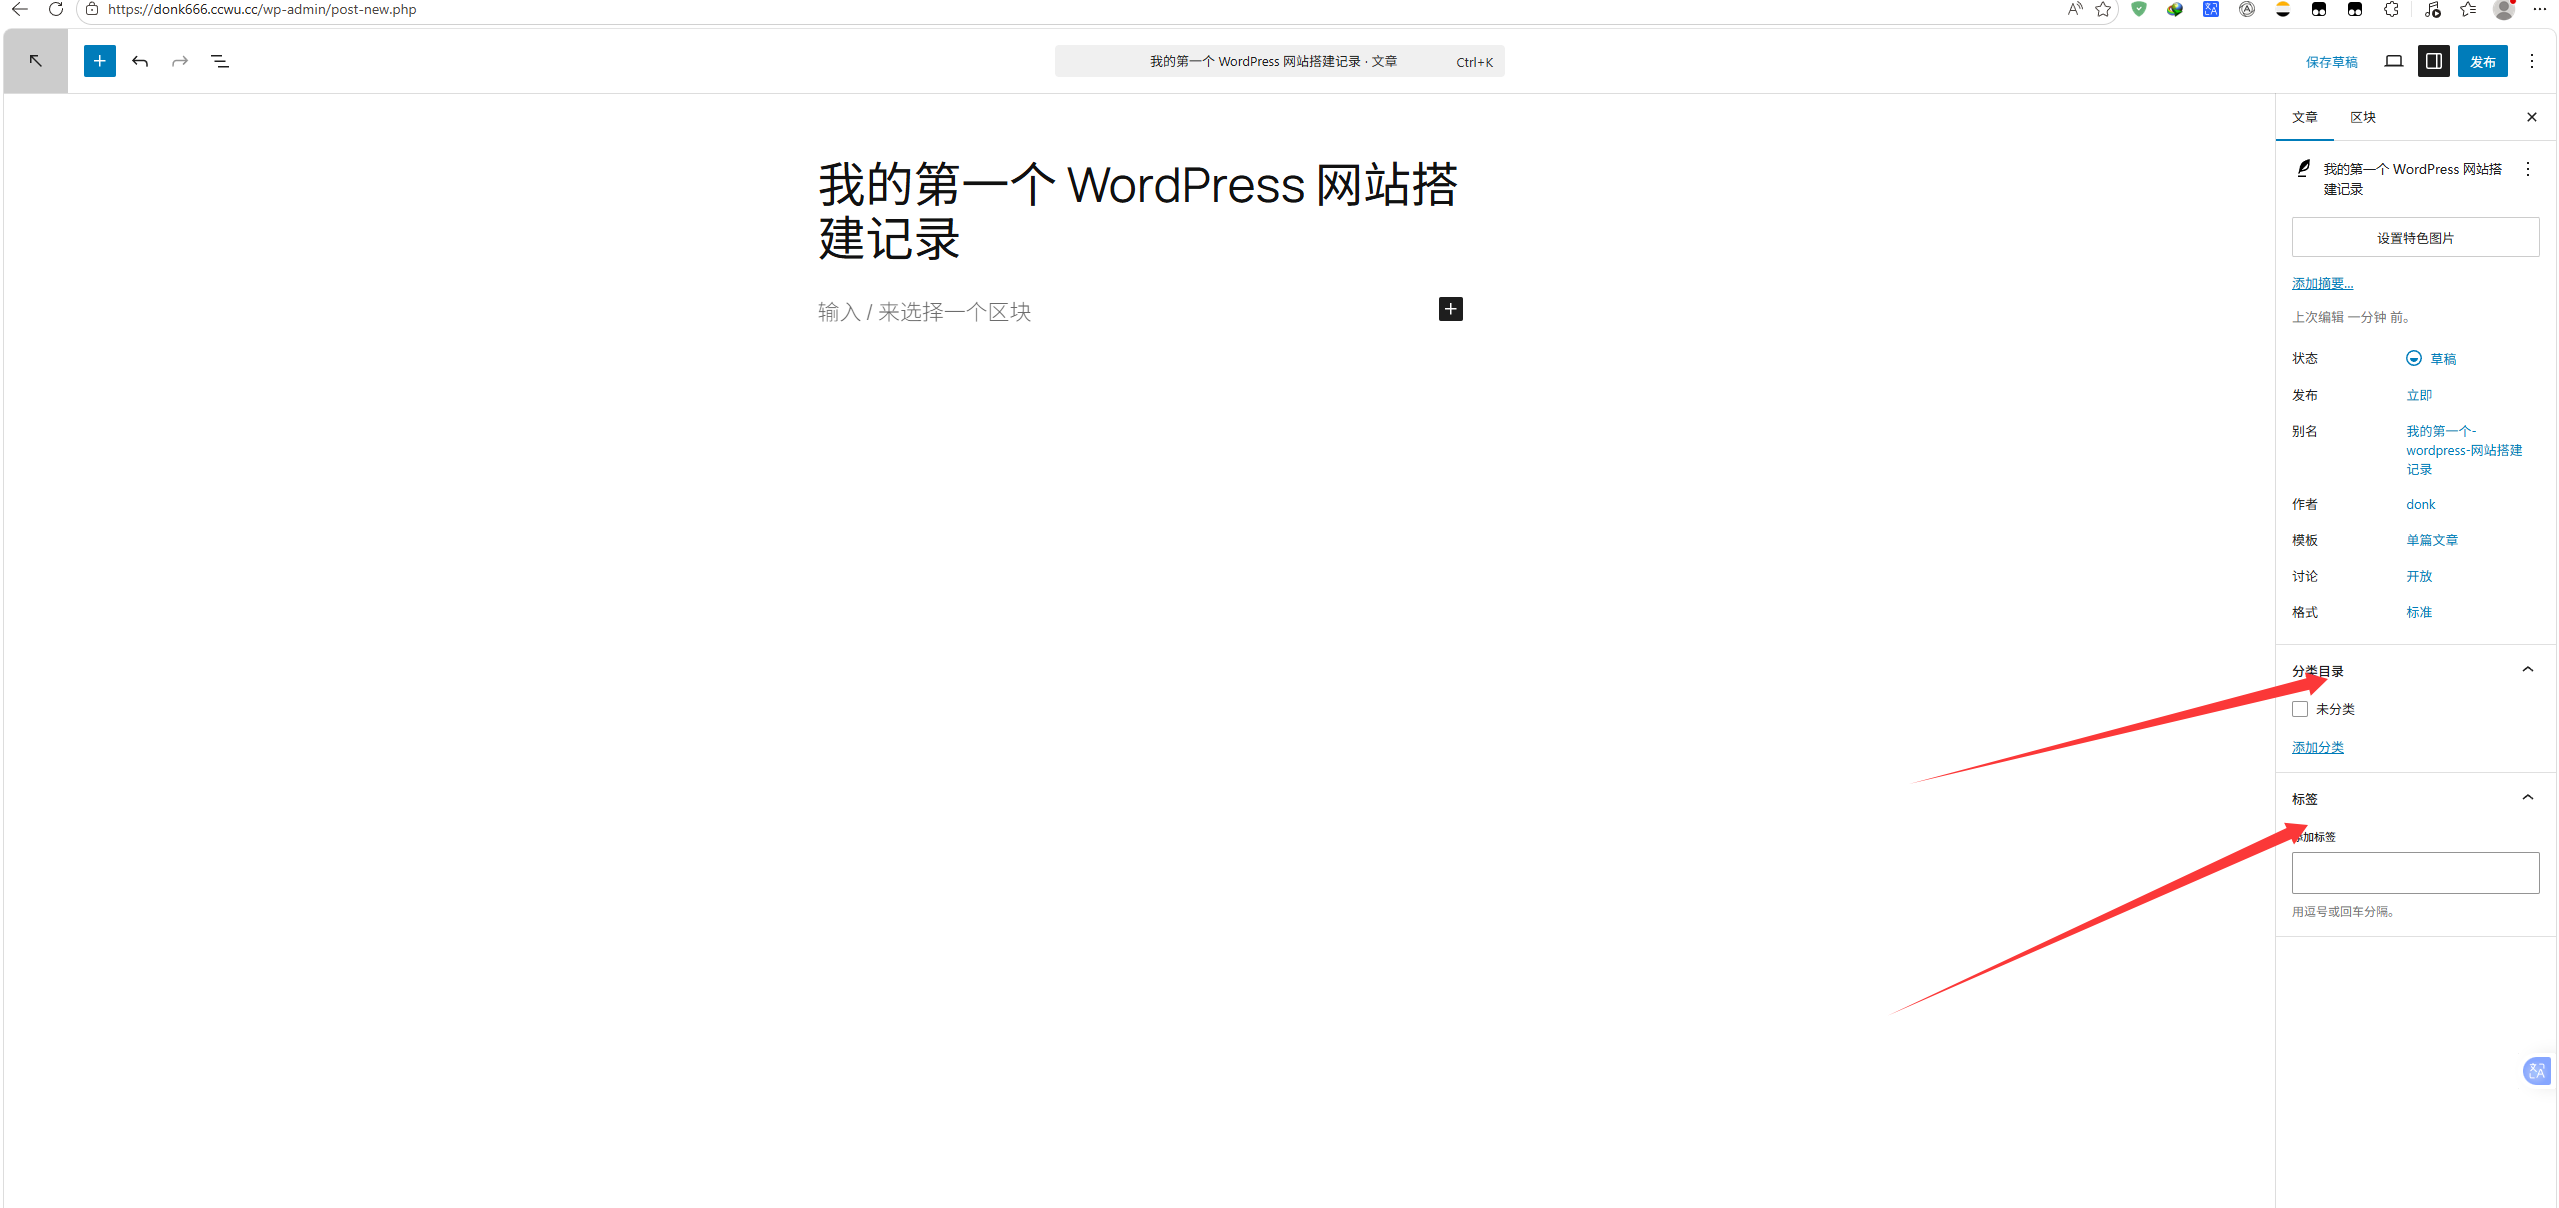 https://donk666.ccwu.cc/wp-admin/post-new.php
我的第一个 WordPress 网站搭建记录 · 文章 Ctrl+K
保存草稿
发布
我的第一个 WordPress 网站搭
建记录
输入 / 来选择一个区块
文章 区块
我的第一个 WordPress 网站搭
建记录
设置特色图片
添加摘要...
上次编辑 一分钟 前。
状态 草稿
发布 立即
别名 我的第一个-
wordpress-网站搭建
记录
作者 donk
模板 单篇文章
讨论 开放
格式 标准
分类目录
未分类
添加分类
标签
加标签
用逗号或回车分隔。